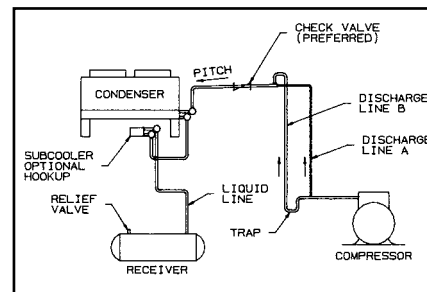 CHECK VALVE
(PREFERRED)
PITCH
CONDENSER
DISCHARGE
LINE B
DISCHARGE
LINE A
SUBCOOLER
OPTIONAL
HOOKUP
RELIEF
VALVE
LIQUID
LINE
TRAP
COMPRESSOR
RECEIVER